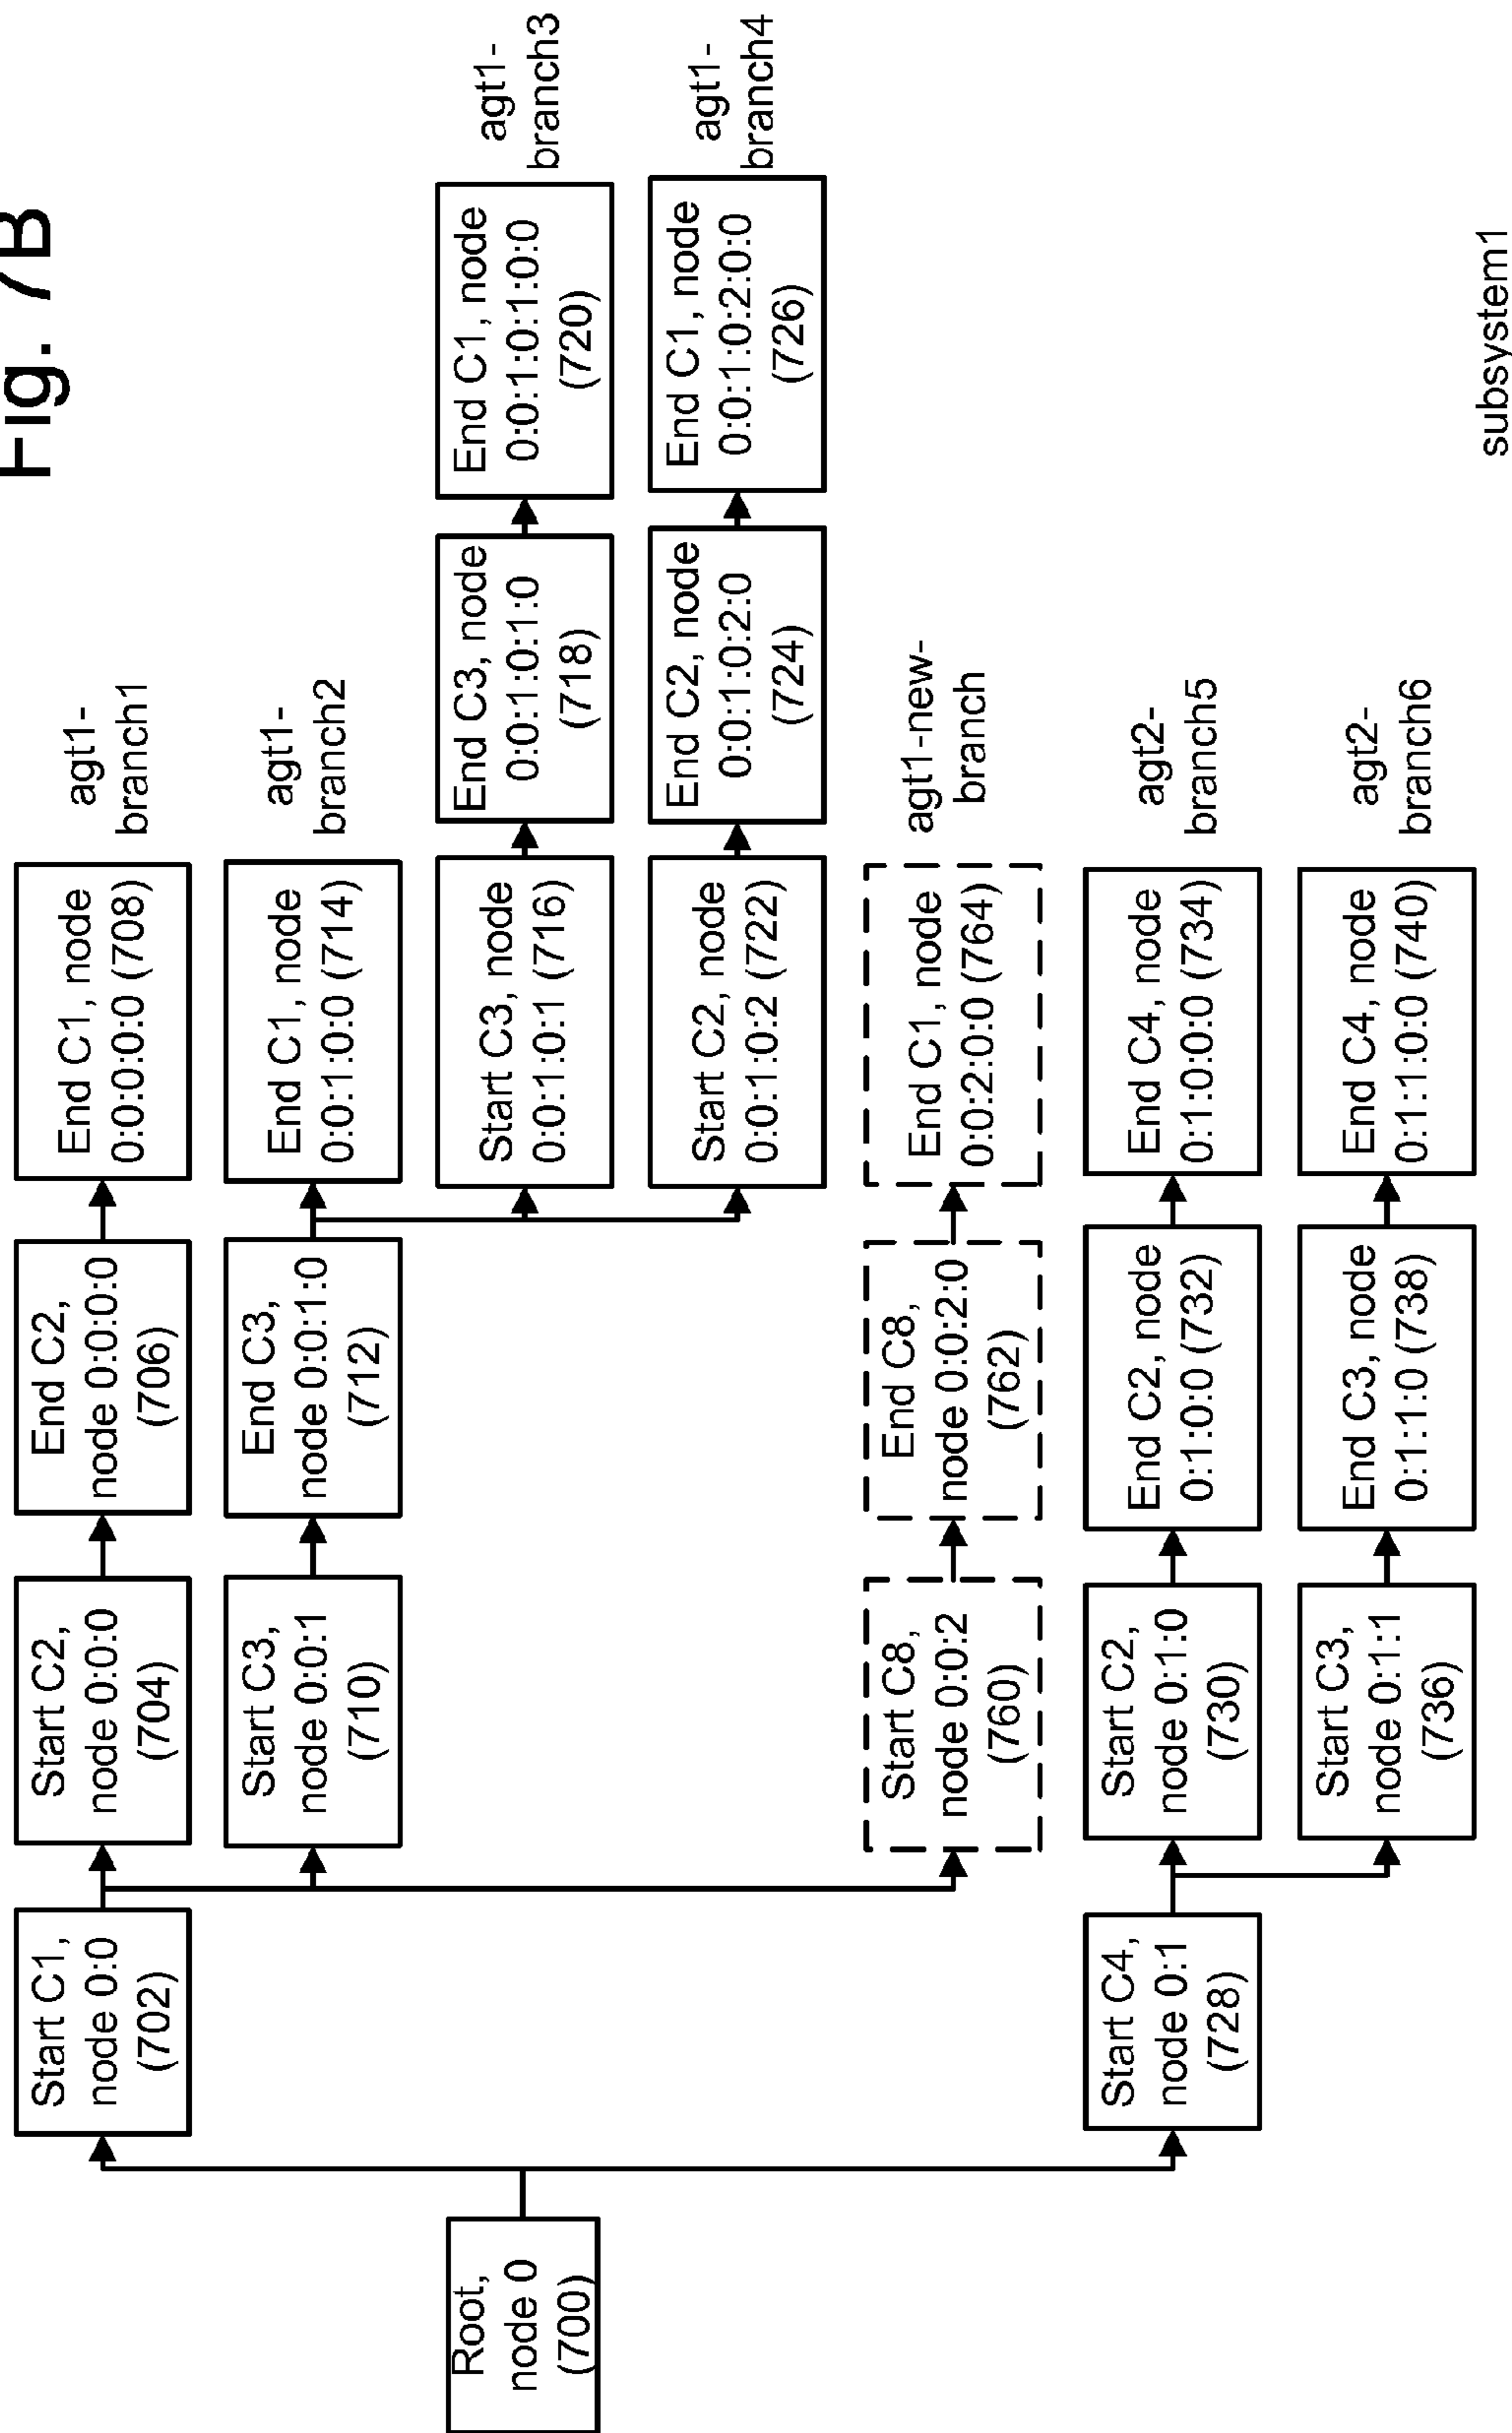 Fig. 7B
Root,
node 0
(700)
Start C1,
node 0:0
(702)
Start C2,
node 0:0:0
(704)
End C2,
node 0:0:0:0
(706)
End C1, node
0:0:0:0:0 (708)
agt1-
branch1
Start C3,
node 0:0:1
(710)
End C3,
node 0:0:1:0
(712)
End C1, node
0:0:1:0:0 (714)
agt1-
branch2
Start C3, node
0:0:1:0:1 (716)
End C3, node
0:0:1:0:1:0
(718)
End C1, node
0:0:1:0:1:0:0
(720)
agt1-
branch3
Start C2, node
0:0:1:0:2 (722)
End C2, node
0:0:1:0:2:0
(724)
End C1, node
0:0:1:0:2:0:0
(726)
agt1-
branch4
Start C8,
node 0:0:2
(760)
End C8,
node 0:0:2:0
(762)
End C1, node
0:0:2:0:0 (764)
agt1-new-
branch
Start C4,
node 0:1
(728)
Start C2,
node 0:1:0
(730)
End C2, node
0:1:0:0 (732)
End C4, node
0:1:0:0:0 (734)
agt2-
branch5
Start C3,
node 0:1:1
(736)
End C3, node
0:1:1:0 (738)
End C4, node
0:1:1:0:0 (740)
agt2-
branch6
subsystem1